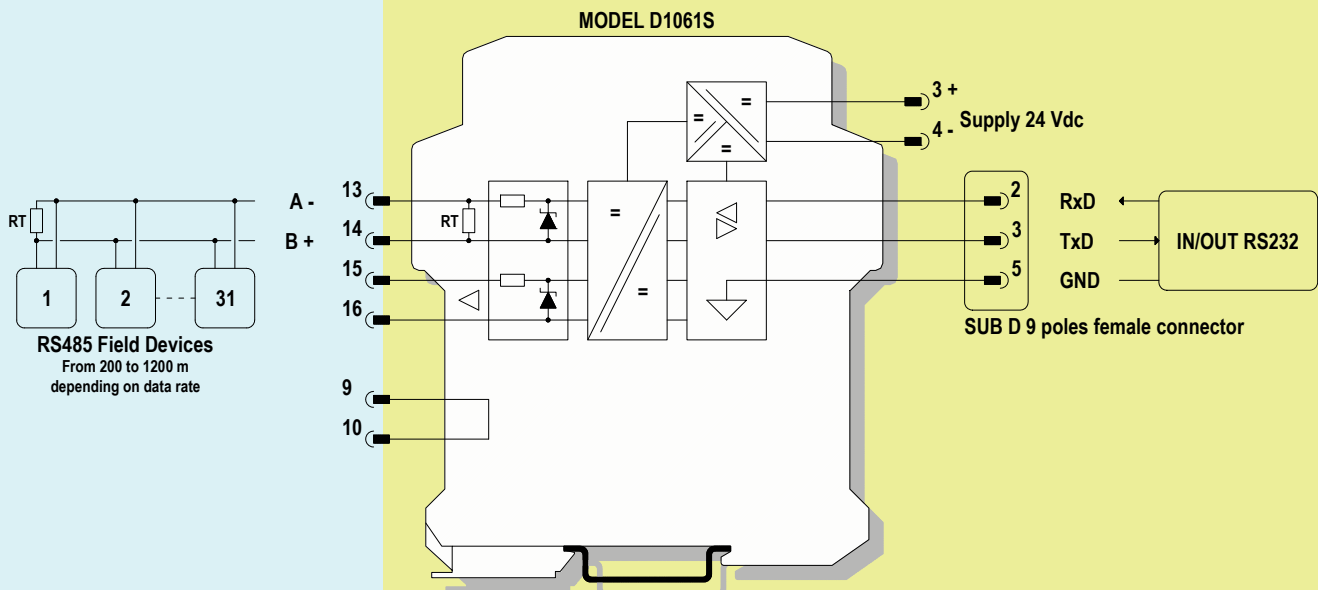 MODEL D1061S
3 +
4 -
Supply 24 Vdc
=
=
=
A -
13
B +
14
15
16
RT
RT
=
=
2
3
5
RxD
TxD
GND
IN/OUT RS232
1
2
31
RS485 Field Devices
From 200 to 1200 m
depending on data rate
SUB D 9 poles female connector
9
10